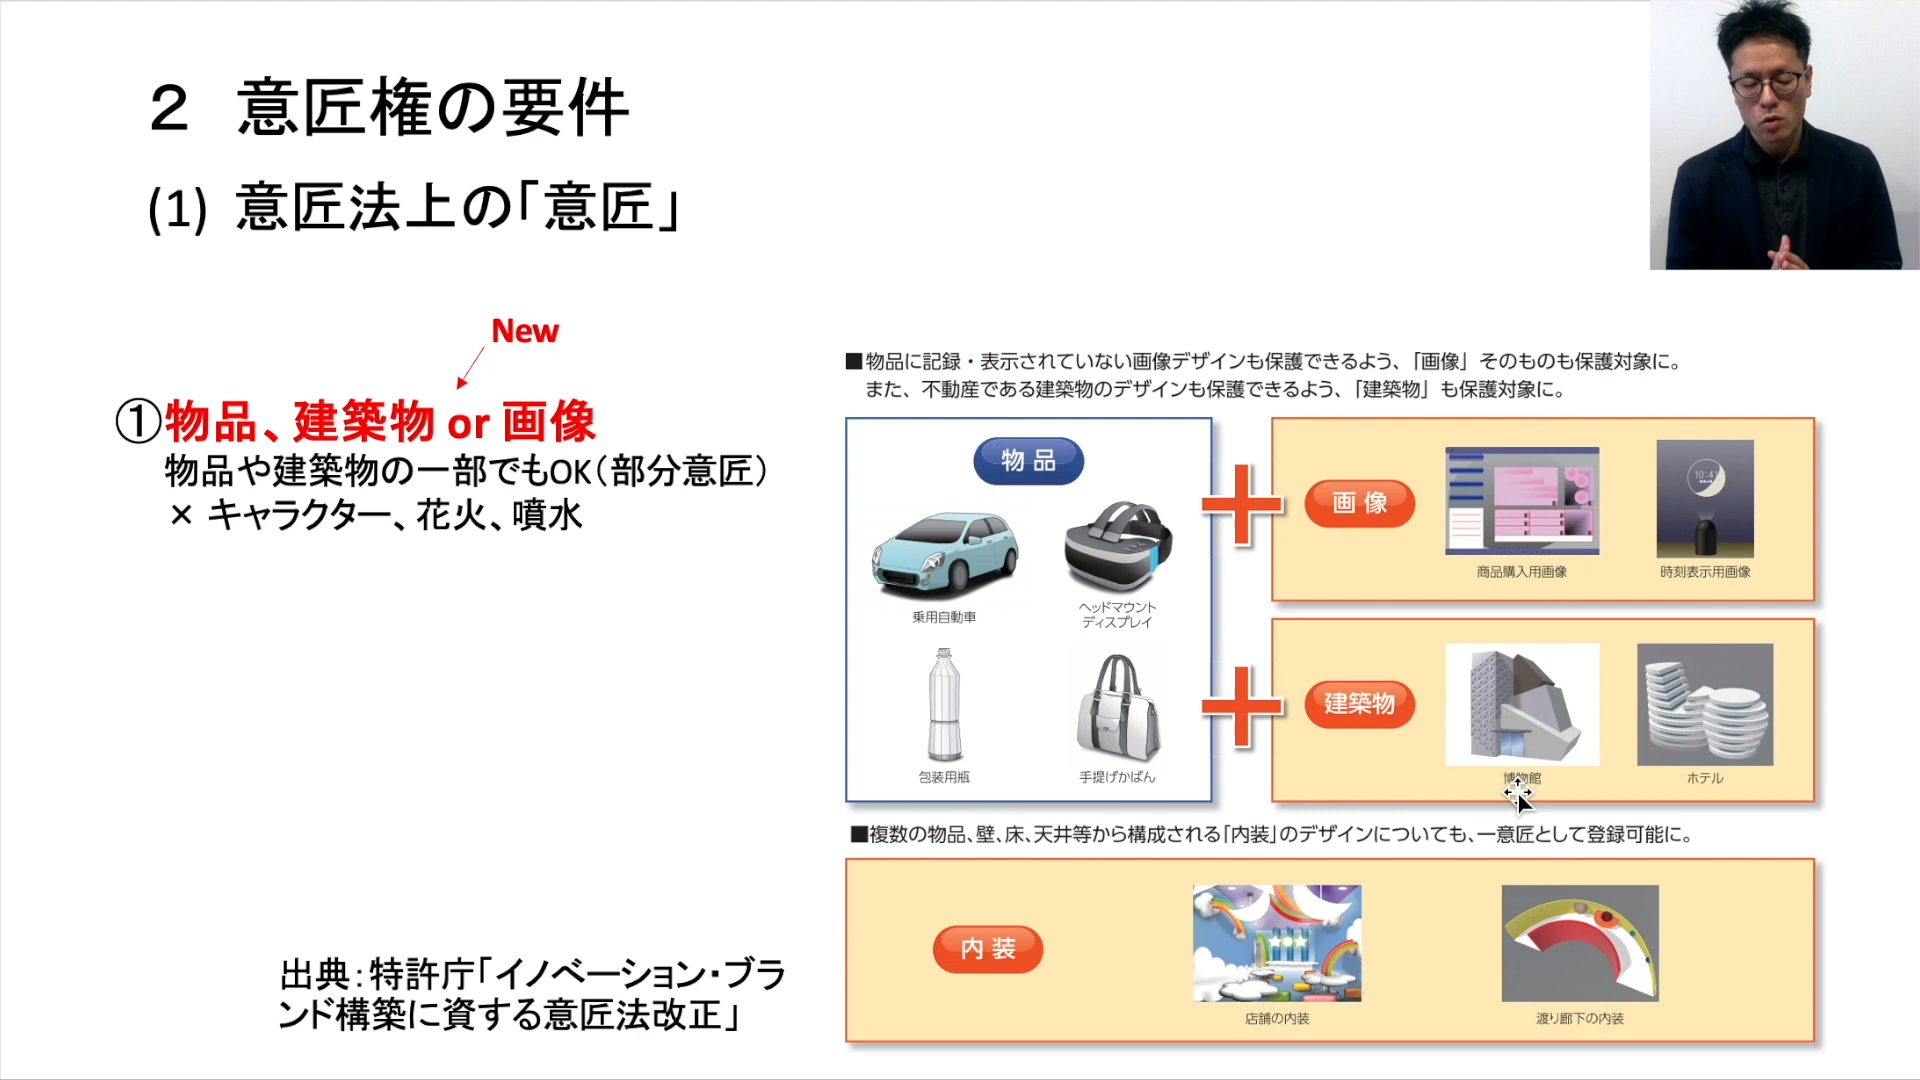 ２　意匠権の要件
(1) 意匠法上の「意匠」
New
①物品、建築物 or 画像
物品や建築物の一部でもOK（部分意匠）
× キャラクター、花火、噴水
出典：特許庁「イノベーション・ブラ
ンド構築に資する意匠法改正」
■物品に記録・表示されていない画像デザインも保護できるよう、「画像」そのものも保護対象に。
また、不動産である建築物のデザインも保護できるよう、「建築物」も保護対象に。
物品
乗用自動車
ヘッドマウント
ディスプレイ
包装用瓶
手提げかばん
画像
10:41
商品購入用画像
時刻表示用画像
建築物
博物館
ホテル
■複数の物品、壁、床、天井等から構成される「内装」のデザインについても、一意匠として登録可能に。
内装
店舗の内装
渡り廊下の内装